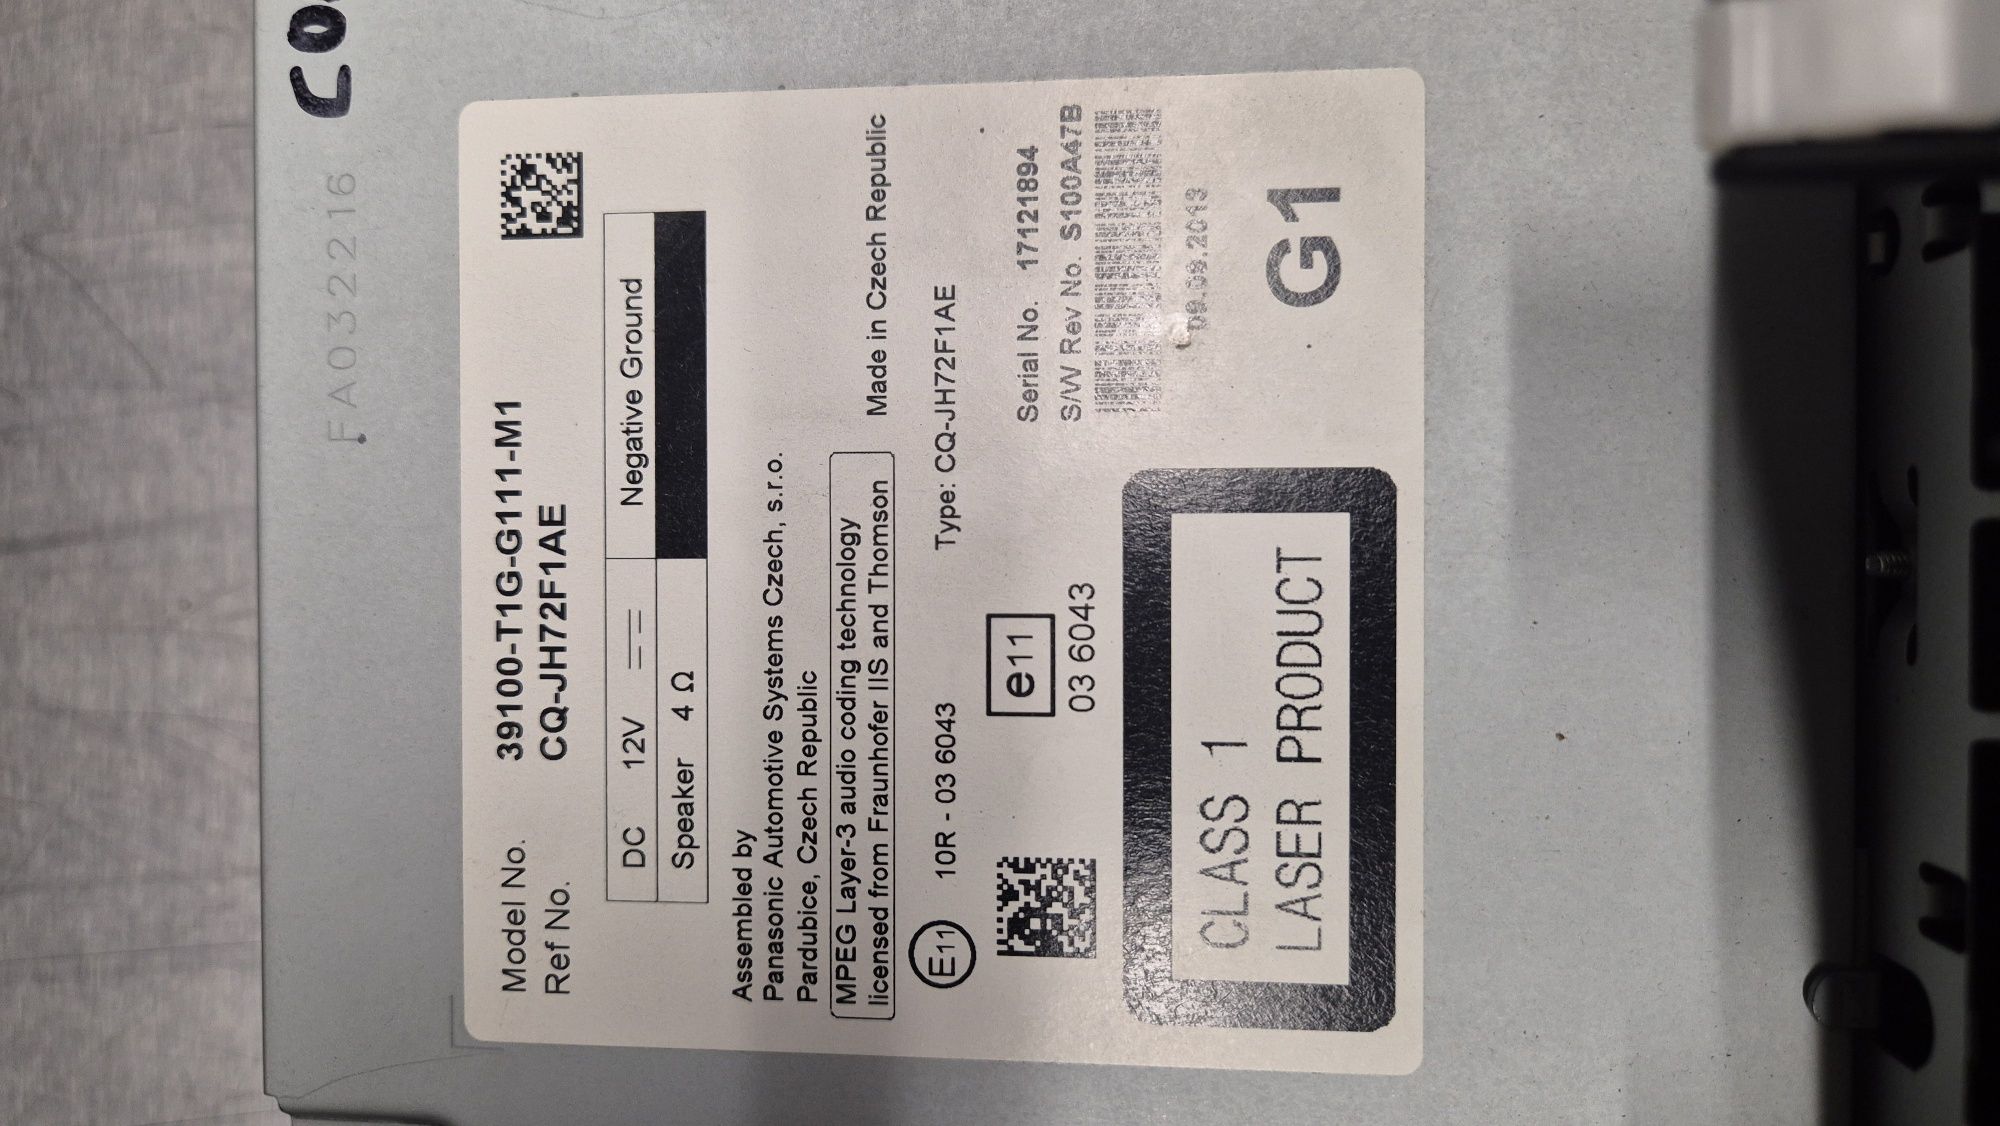 FA032216
Model No. 39100-T1G-G111-M1
Ref No. CQ-JH72F1AE
DC 12V Negative Ground
Speaker 4 Ω
Assembled by
Panasonic Automotive Systems Czech, s.r.o.
Pardubice, Czech Republic
MPEG Layer-3 audio coding technology
licensed from Fraunhofer IIS and Thomson
Made in Czech Republic
E11 10R - 03 6043 Type: CQ-JH72F1AE
e11
03 6043
Serial No. 17121894
S/W Rev No. S100A47B
09.09.2013
CLASS 1
LASER PRODUCT
G1